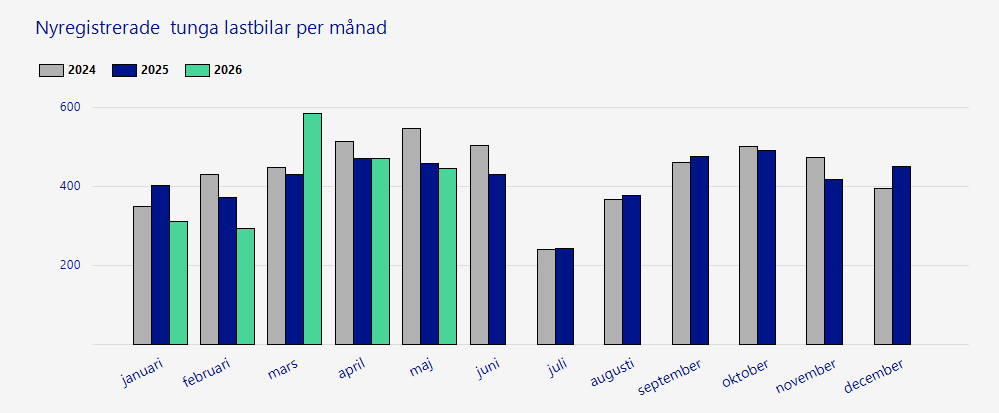 Nyregistrerade  tunga lastbilar per månad
2024 2025 2026
600
400
200
januari februari mars april maj juni juli augusti september oktober november december